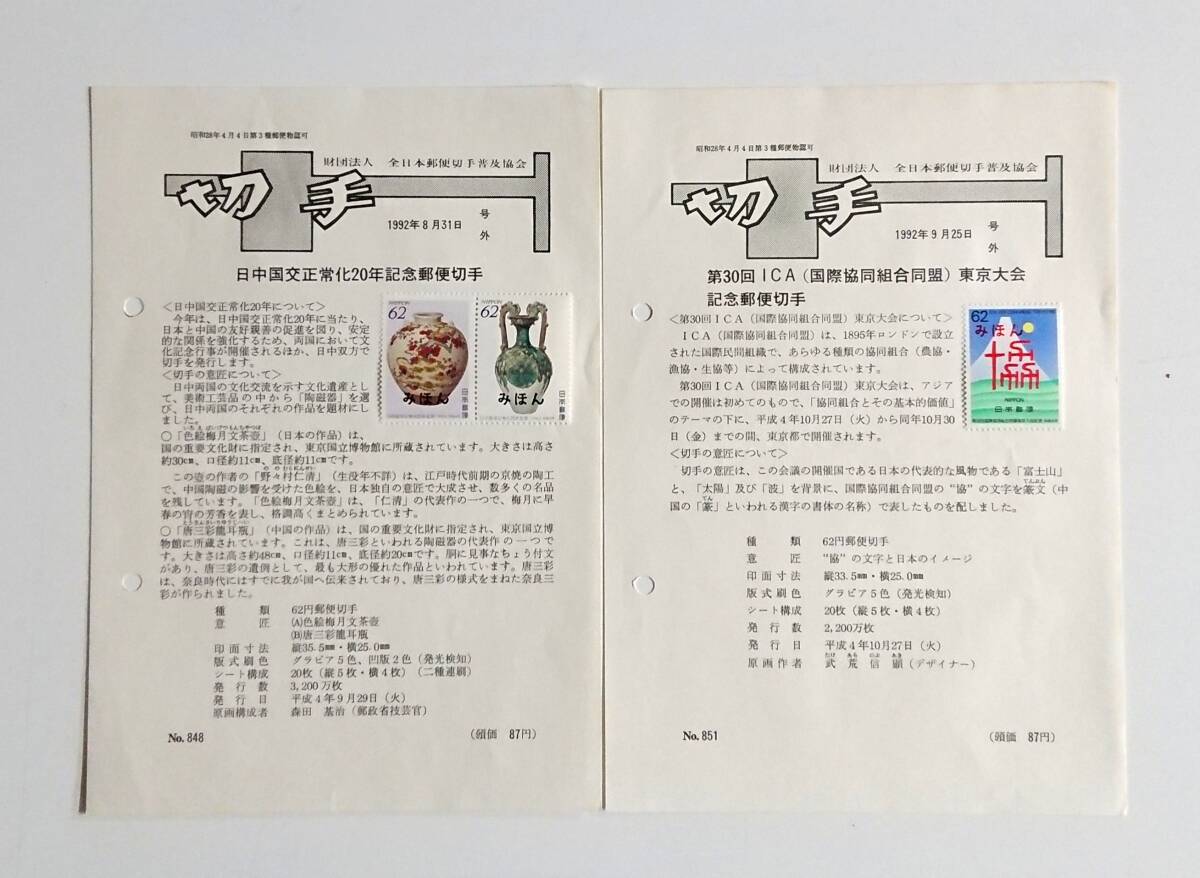 昭和28年4月4日第3種郵便物認可
財団法人 全日本郵便切手普及協会
切手
1992年8月31日
号外
日中国交正常化20年記念郵便切手
<日中国交正常化20年について>
今年は、日中国交正常化20年に当たり、
日本と中国の友好親善の促進を図り、安定
的な関係を強化するため、両国において文
化記念行事が開催されるほか、日中双方で
切手を発行します。
<切手の意匠について>
日中両国の文化交流を示す文化遺産とし
て、美術工芸品の中から「陶磁器」を選
び、日中両国のそれぞれの作品を題材にし
ました。
NIPPON
62
みほん
日本郵便
NIPPON
62
みほん
日本郵便
いろえばいげつもんちゃつぼ
○「色絵梅月文茶壺」(日本の作品)は、
国の重要文化財に指定され、東京国立博物館に所蔵されています。大きさは高さ
約30㎝、口径約11㎝、底径約11㎝です。
ののむらにんせい
この壺の作者の「野々村仁清」(生没年不詳)は、江戸時代前期の京焼の陶工
で、中国陶磁の影響を受けた色絵を、日本独自の意匠で大成させ、数多くの名品
を残しています。「色絵梅月文茶壺」は、「仁清」の代表作の一つで、梅月に早
春の宵の芳香を表し、格調高くまとめられています。
とうさんさいりゅうじへい
○「唐三彩龍耳瓶」(中国の作品)は、国の重要文化財に指定され、東京国立博
物館に所蔵されています。これは、唐三彩といわれる陶磁器の代表作の一つで
す。大きさは高さ約48㎝、口径約11㎝、底径約20㎝です。胴に見事なちょう付文
があり、唐三彩の遺例として、最も大形の優れた作品といわれています。唐三彩
は、奈良時代にはすでに我が国へ伝来されており、唐三彩の様式をまねた奈良三
彩が作られました。
種類 62円郵便切手
意匠 (A)色絵梅月文茶壺
(B)唐三彩龍耳瓶
印面寸法 縦35.5㎜・横25.0㎜
版式刷色 グラビア5色、凹版2色(発光検知)
シート構成 20枚(縦5枚・横4枚)(二種連刷)
発行数 3,200万枚
発行日 平成4年9月29日(火)
原画構成者 森田 基治(郵政省技芸官)
No.848
(頒価 87円)
昭和28年4月4日第3種郵便物認可
財団法人 全日本郵便切手普及協会
切手
1992年9月25日
号外
第30回ICA(国際協同組合同盟)東京大会
記念郵便切手
<第30回ICA(国際協同組合同盟)東京大会について>
ICA(国際協同組合同盟)は、1895年ロンドンで設立
された国際民間組織で、あらゆる種類の協同組合(農協・
漁協・生協等)によって構成されています。
第30回ICA(国際協同組合同盟)東京大会は、アジア
での開催は初めてのもので、「協同組合とその基本的価値」
のテーマの下に、平成4年10月27日(火)から同年10月30
日(金)までの間、東京都で開催されます。
62
みほん
NIPPON
日本郵便
<切手の意匠について>
切手の意匠は、この会議の開催国である日本の代表的な風物である「富士山」
てんぶん
と、「太陽」及び「波」を背景に、国際協同組合同盟の“協”の文字を篆文(中
てん
国の「篆」といわれる漢字の書体の名称)で表したものを配しました。
種類 62円郵便切手
意匠 “協”の文字と日本のイメージ
印面寸法 縦33.5㎜・横25.0㎜
版式刷色 グラビア5色(発光検知)
シート構成 20枚(縦5枚・横4枚)
発行数 2,200万枚
発行日 平成4年10月27日(火)
たけ あら のぶ あき
原画作者 武荒信顕(デザイナー)
No.851
(頒価 87円)